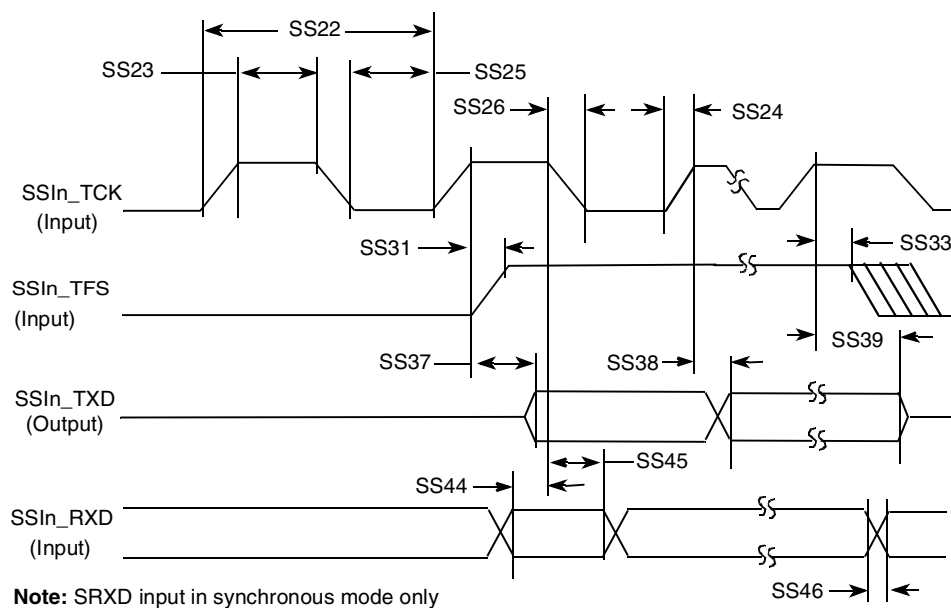 SS22
SS23
SS25
SS26
SS24
SSIn_TCK
(Input)
SS31
SS33
SSIn_TFS
(Input)
SS37
SS38
SS39
SSIn_TXD
(Output)
SS45
SS44
SSIn_RXD
(Input)
SS46
Note: SRXD input in synchronous mode only